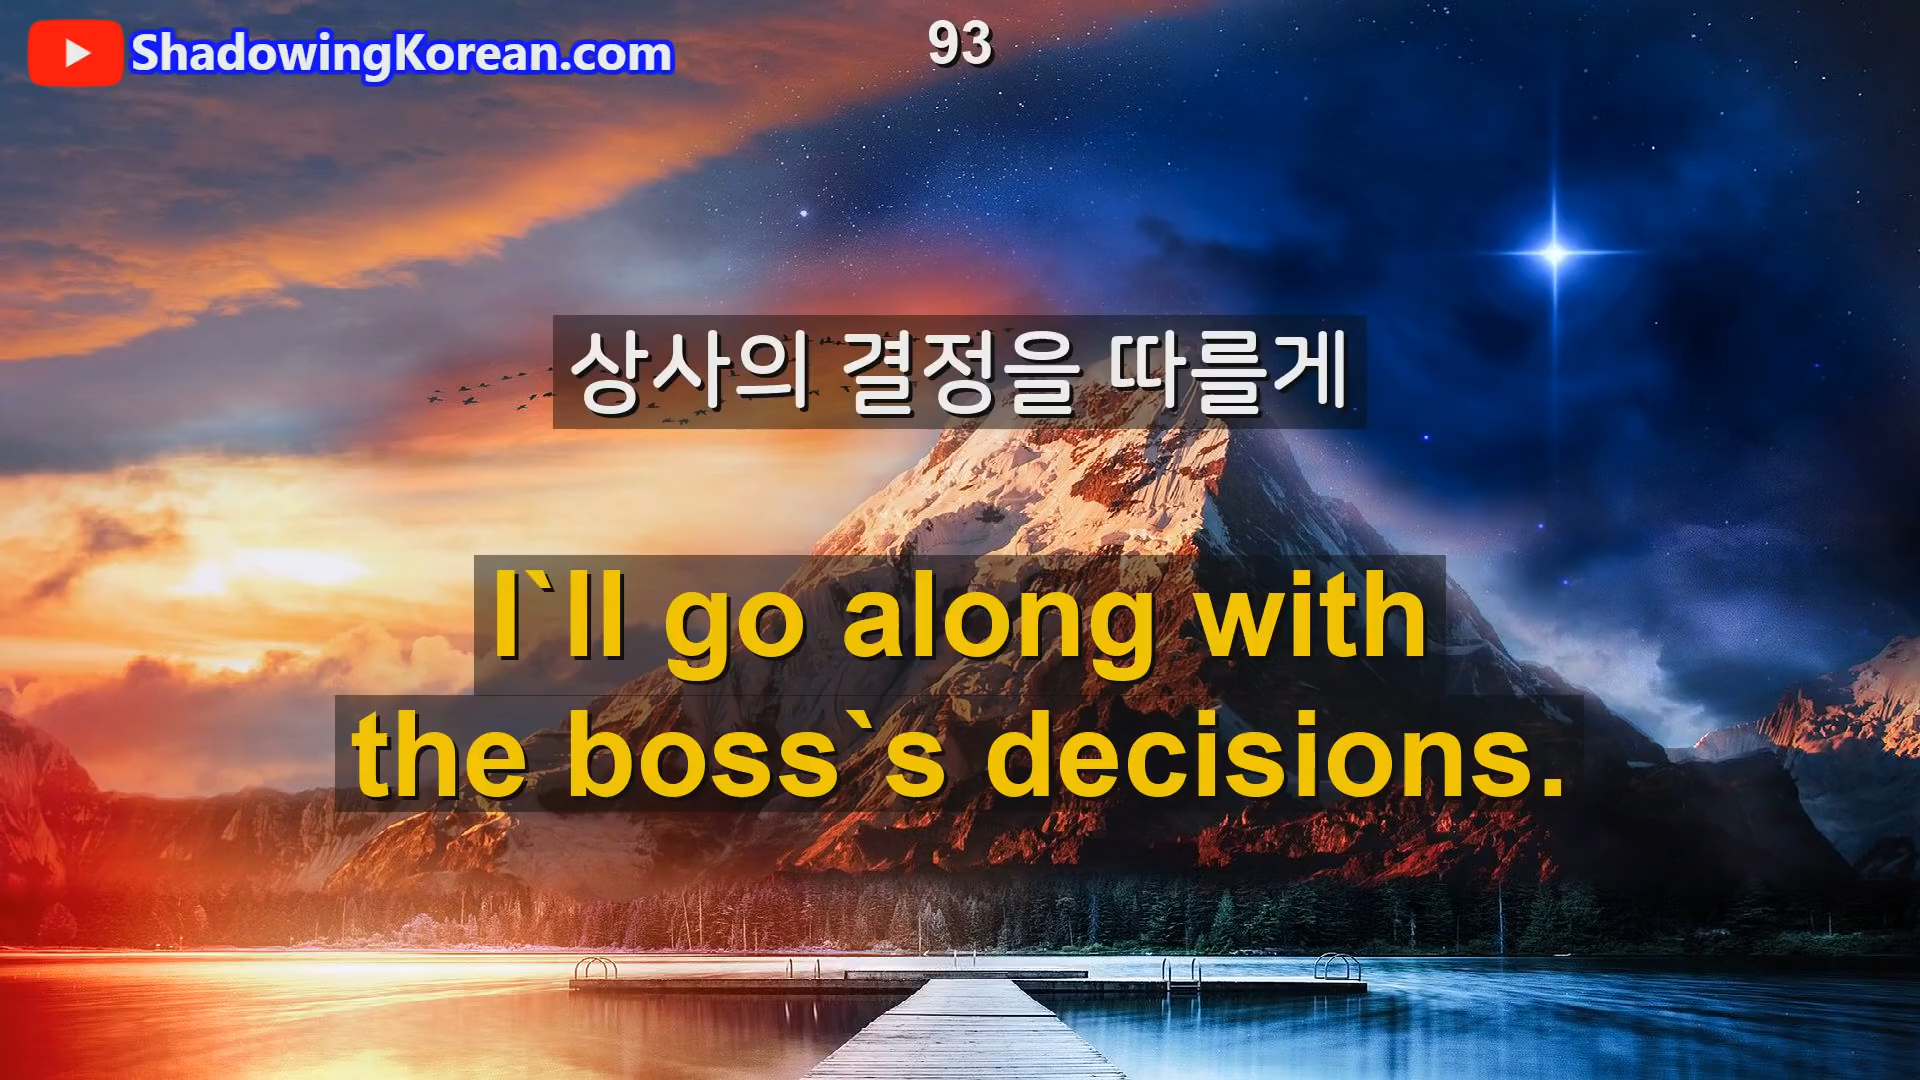 ShadowingKorean.com
93
상사의 결정을 따를게
I`ll go along with
the boss`s decisions.